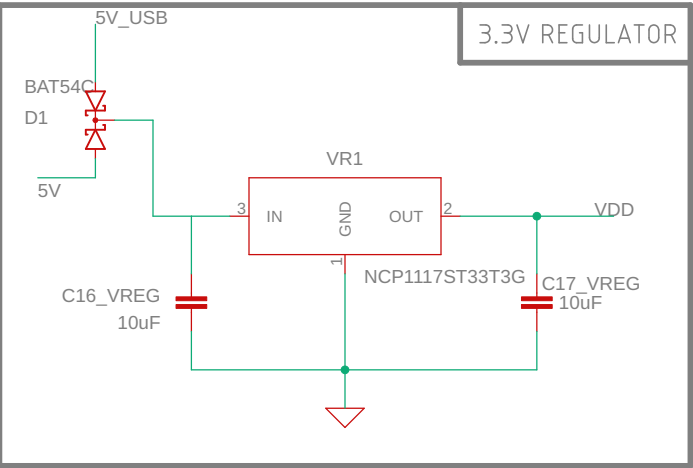 5V_USB
3.3V REGULATOR
BAT54C
D1
5V
VR1
3
IN
GND
OUT
2
VDD
1
NCP1117ST33T3G
C16_VREG
10uF
C17_VREG
10uF